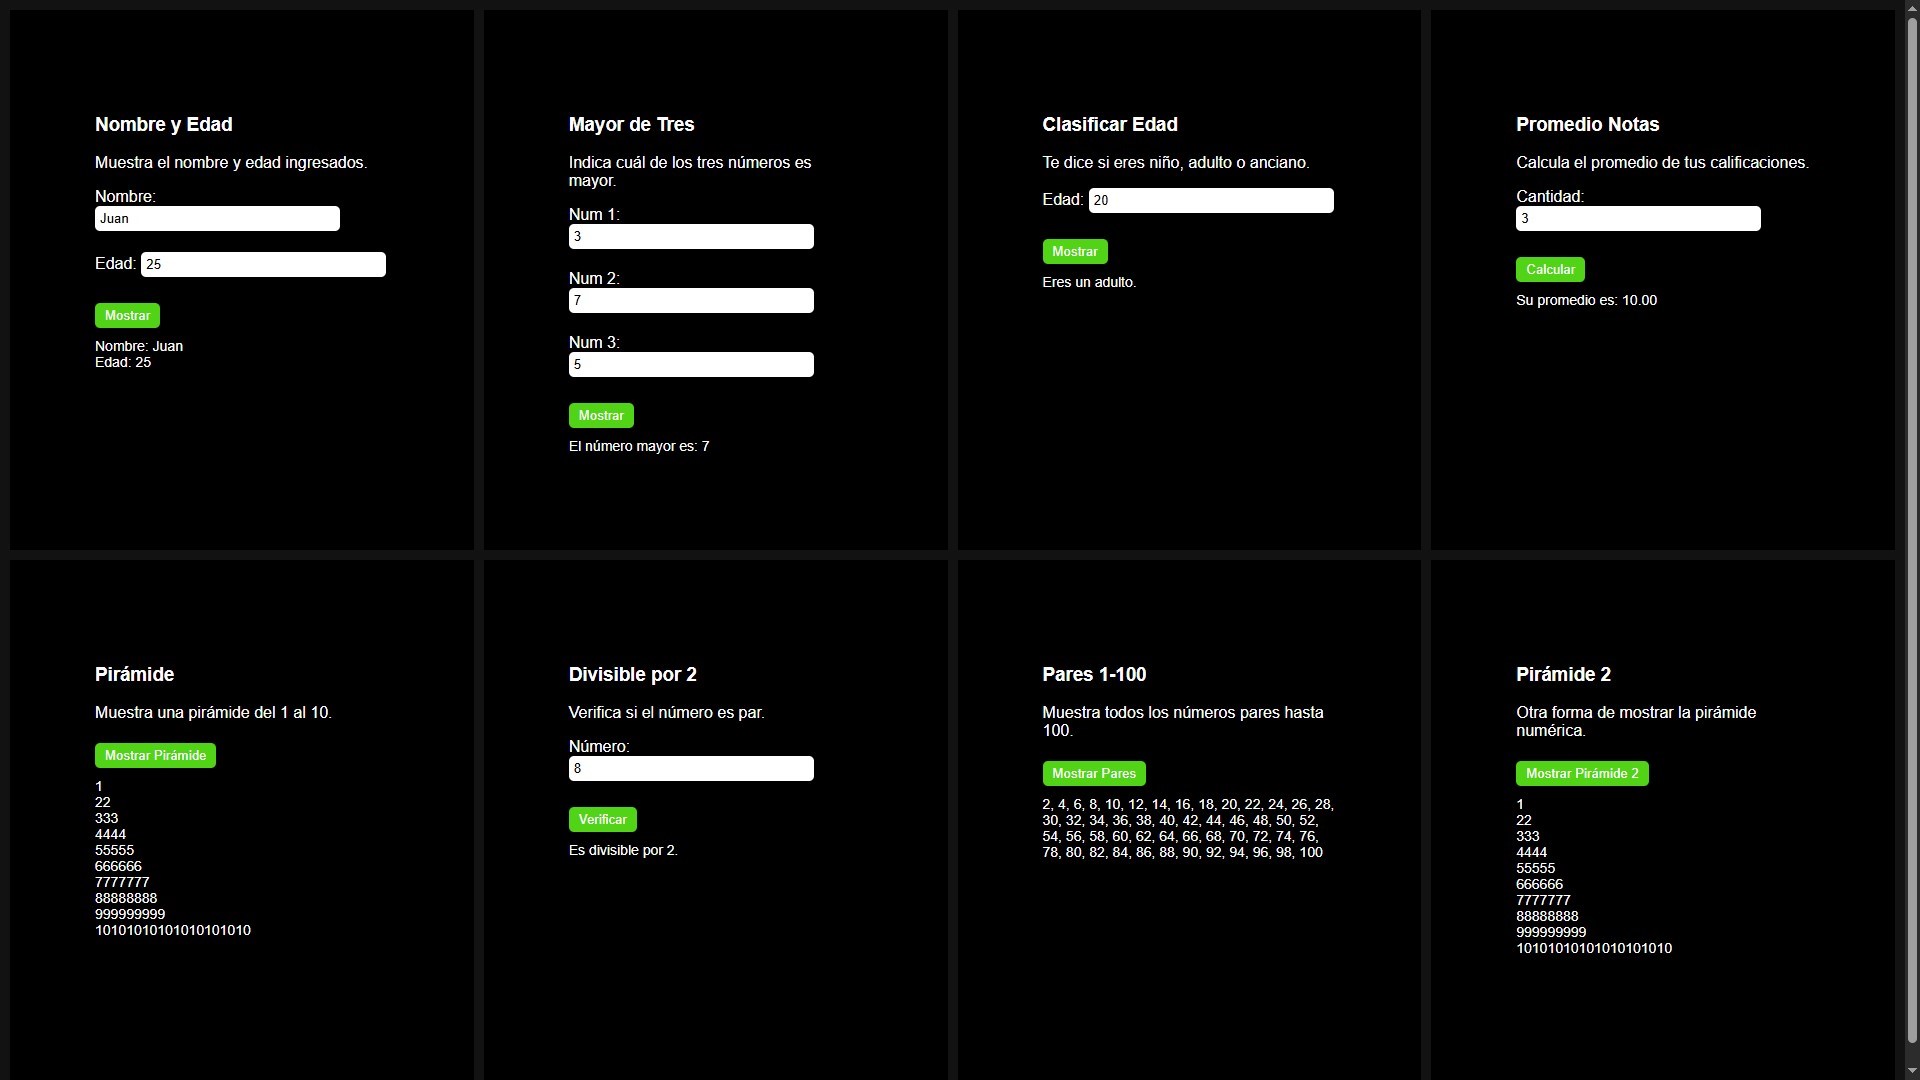 Nombre y Edad
Muestra el nombre y edad ingresados.
Nombre:
Juan
Edad: 25
Mostrar
Nombre: Juan
Edad: 25
Mayor de Tres
Indica cuál de los tres números es
mayor.
Num 1:
3
Num 2:
7
Num 3:
5
Mostrar
El número mayor es: 7
Clasificar Edad
Te dice si eres niño, adulto o anciano.
Edad: 20
Mostrar
Eres un adulto.
Promedio Notas
Calcula el promedio de tus calificaciones.
Cantidad:
3
Calcular
Su promedio es: 10.00
Pirámide
Muestra una pirámide del 1 al 10.
Mostrar Pirámide
1
22
333
4444
55555
666666
7777777
88888888
999999999
10101010101010101010
Divisible por 2
Verifica si el número es par.
Número:
8
Verificar
Es divisible por 2.
Pares 1-100
Muestra todos los números pares hasta
100.
Mostrar Pares
2, 4, 6, 8, 10, 12, 14, 16, 18, 20, 22, 24, 26, 28,
30, 32, 34, 36, 38, 40, 42, 44, 46, 48, 50, 52,
54, 56, 58, 60, 62, 64, 66, 68, 70, 72, 74, 76,
78, 80, 82, 84, 86, 88, 90, 92, 94, 96, 98, 100
Pirámide 2
Otra forma de mostrar la pirámide
numérica.
Mostrar Pirámide 2
1
22
333
4444
55555
666666
7777777
88888888
999999999
10101010101010101010